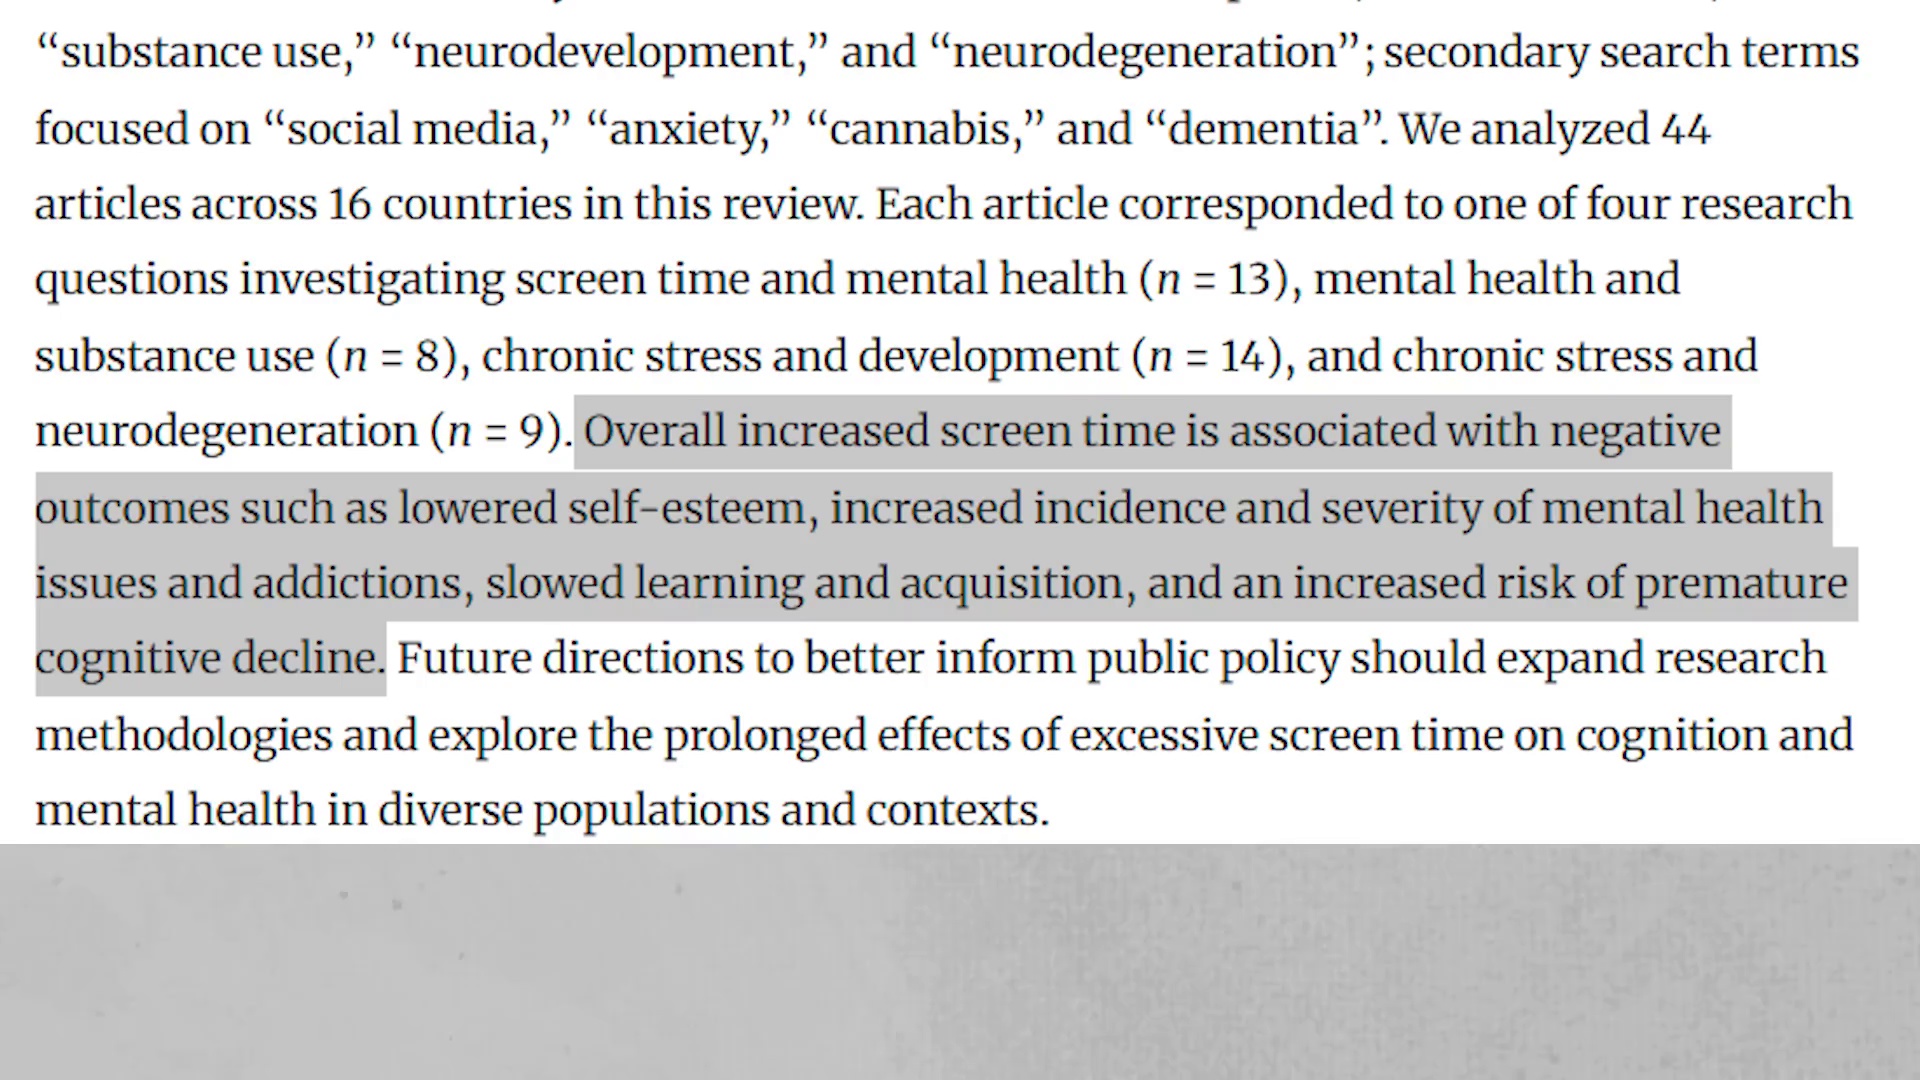 “substance use,” “neurodevelopment,” and “neurodegeneration”; secondary search terms
focused on “social media,” “anxiety,” “cannabis,” and “dementia”. We analyzed 44
articles across 16 countries in this review. Each article corresponded to one of four research
questions investigating screen time and mental health (n = 13), mental health and
substance use (n = 8), chronic stress and development (n = 14), and chronic stress and
neurodegeneration (n = 9). Overall increased screen time is associated with negative
outcomes such as lowered self-esteem, increased incidence and severity of mental health
issues and addictions, slowed learning and acquisition, and an increased risk of premature
cognitive decline. Future directions to better inform public policy should expand research
methodologies and explore the prolonged effects of excessive screen time on cognition and
mental health in diverse populations and contexts.